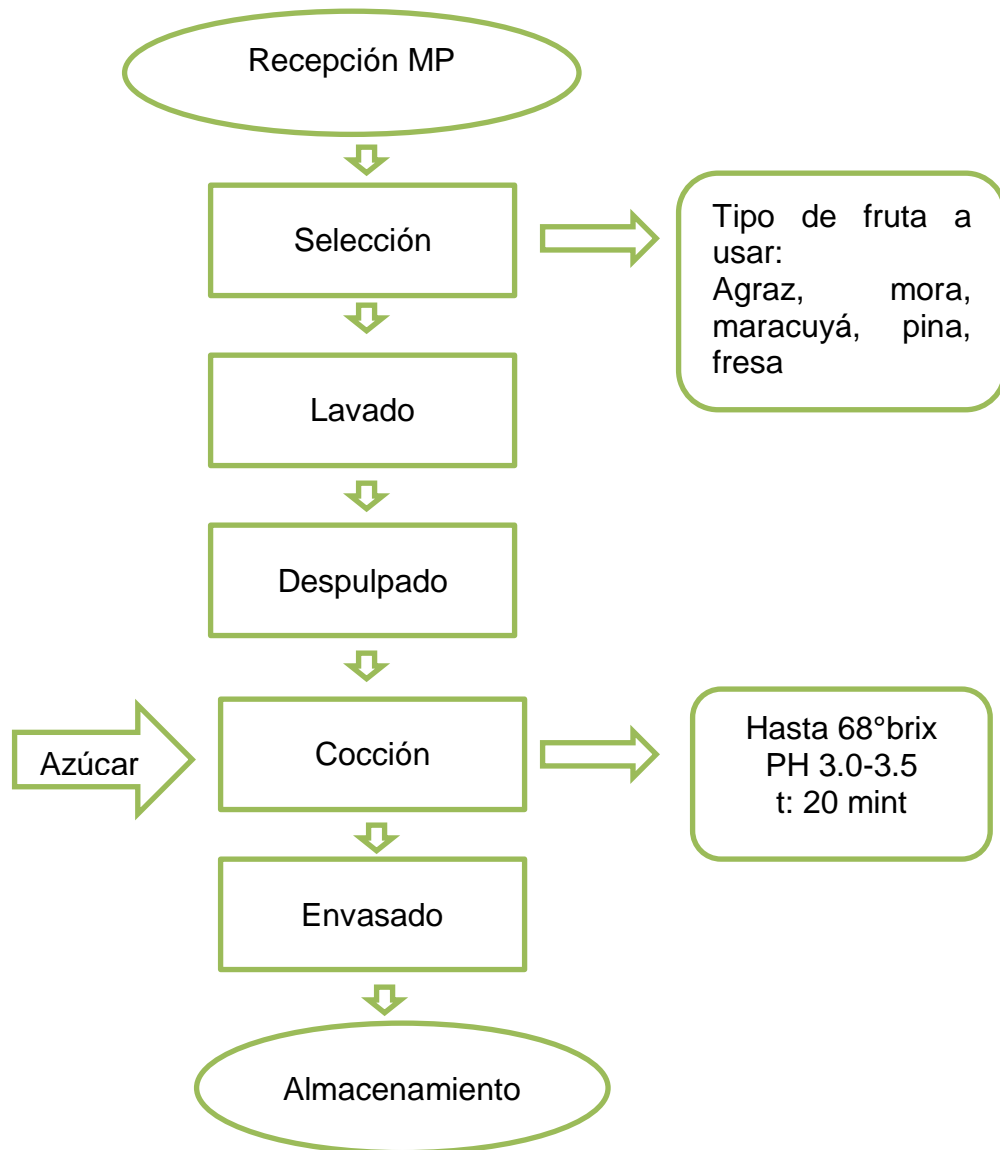 Recepción MP
Selección
Tipo de fruta a
usar:
Agraz, mora,
maracuyá, pina,
fresa
Lavado
Despulpado
Azúcar
Cocción
Hasta 68°brix
PH 3.0-3.5
t: 20 mint
Envasado
Almacenamiento